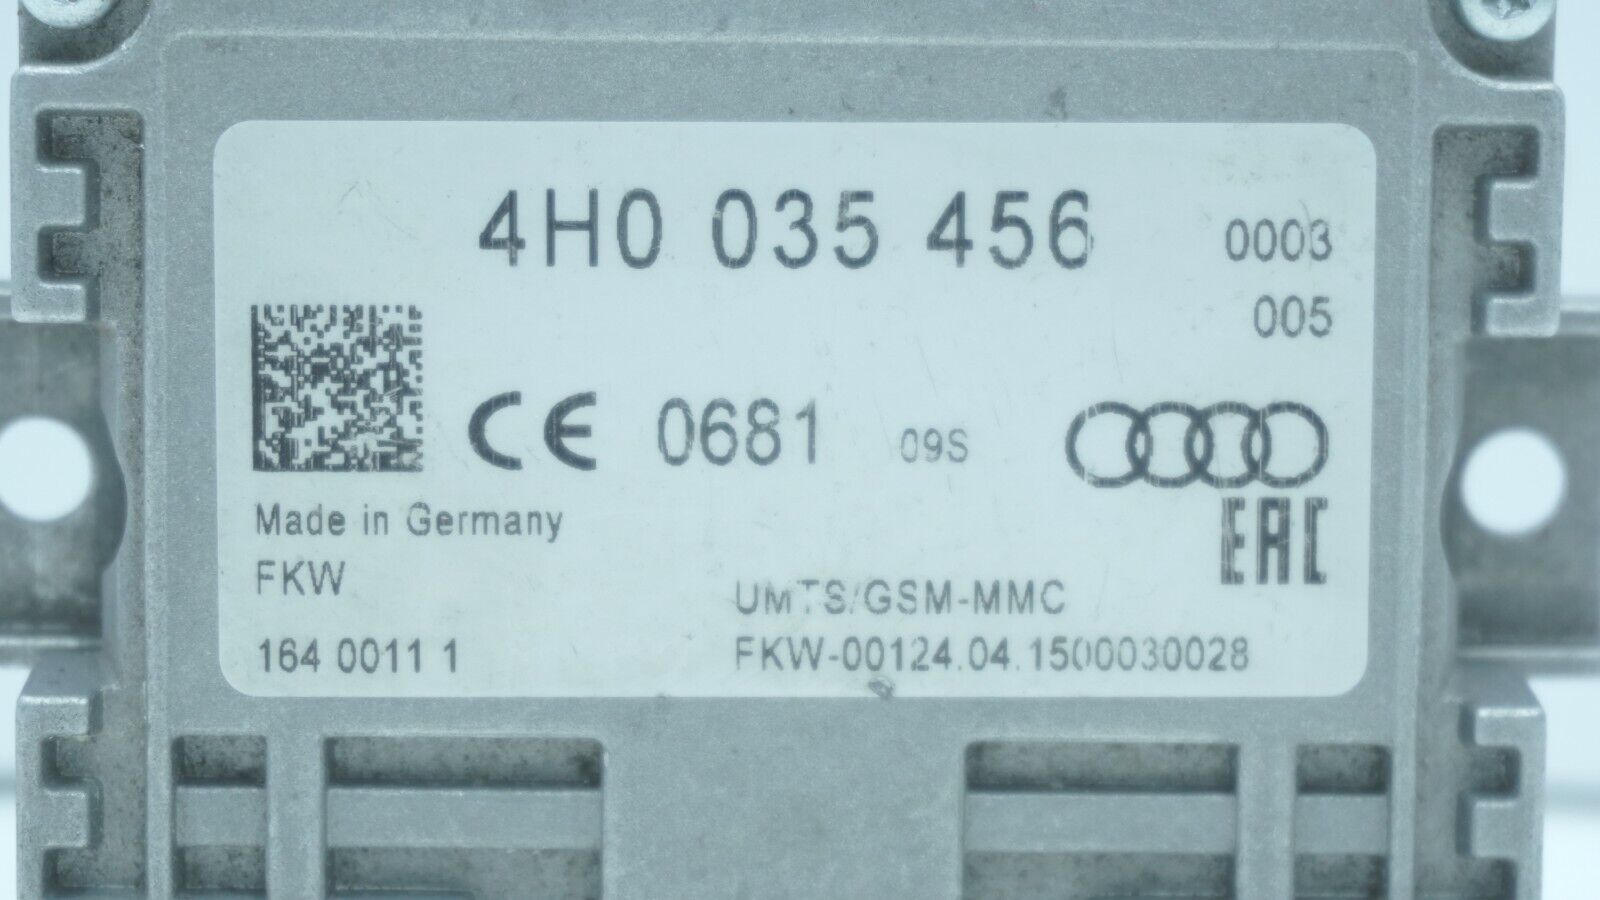 4H0 035 456 0003
005
CE 0681 09S
Made in Germany
EAC
FKW
UMTS/GSM-MMC
164 0011 1
FKW-00124.04.1500030028